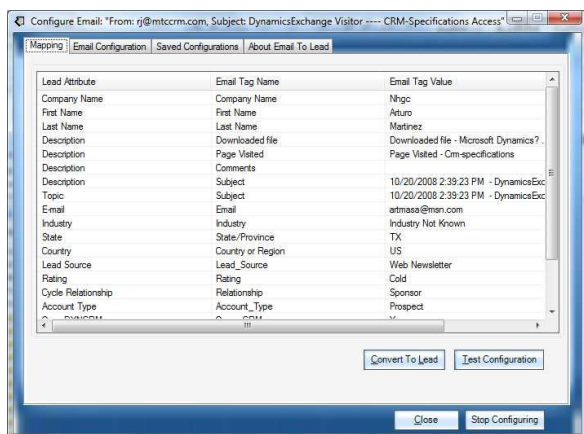 Configure Email: "From: rj@mtccrm.com, Subject: DynamicsExchange Visitor ---- CRM-Specifications Access"
Mapping Email Configuration Saved Configurations About Email To Lead
Lead Attribute Email Tag Name Email Tag Value
Company Name Company Name Nhgc
First Name First Name Arturo
Last Name Last Name Martinez
Description Downloaded file Downloaded file - Microsoft Dynamics? .
Description Page Visited Page Visited - Crm-specifications
Description Comments
Description Subject 10/20/2008 2:39:23 PM - DynamicsExc
Topic Subject 10/20/2008 2:39:23 PM - DynamicsExc
E-mail Email artmasa@msn.com
Industry Industry Industry Not Known
State State/Province TX
Country Country or Region US
Lead Source Lead_Source Web Newsletter
Rating Rating Cold
Cycle Relationship Relationship Sponsor
Account Type Account_Type Prospect
Convert To Lead Test Configuration
Close Stop Configuring